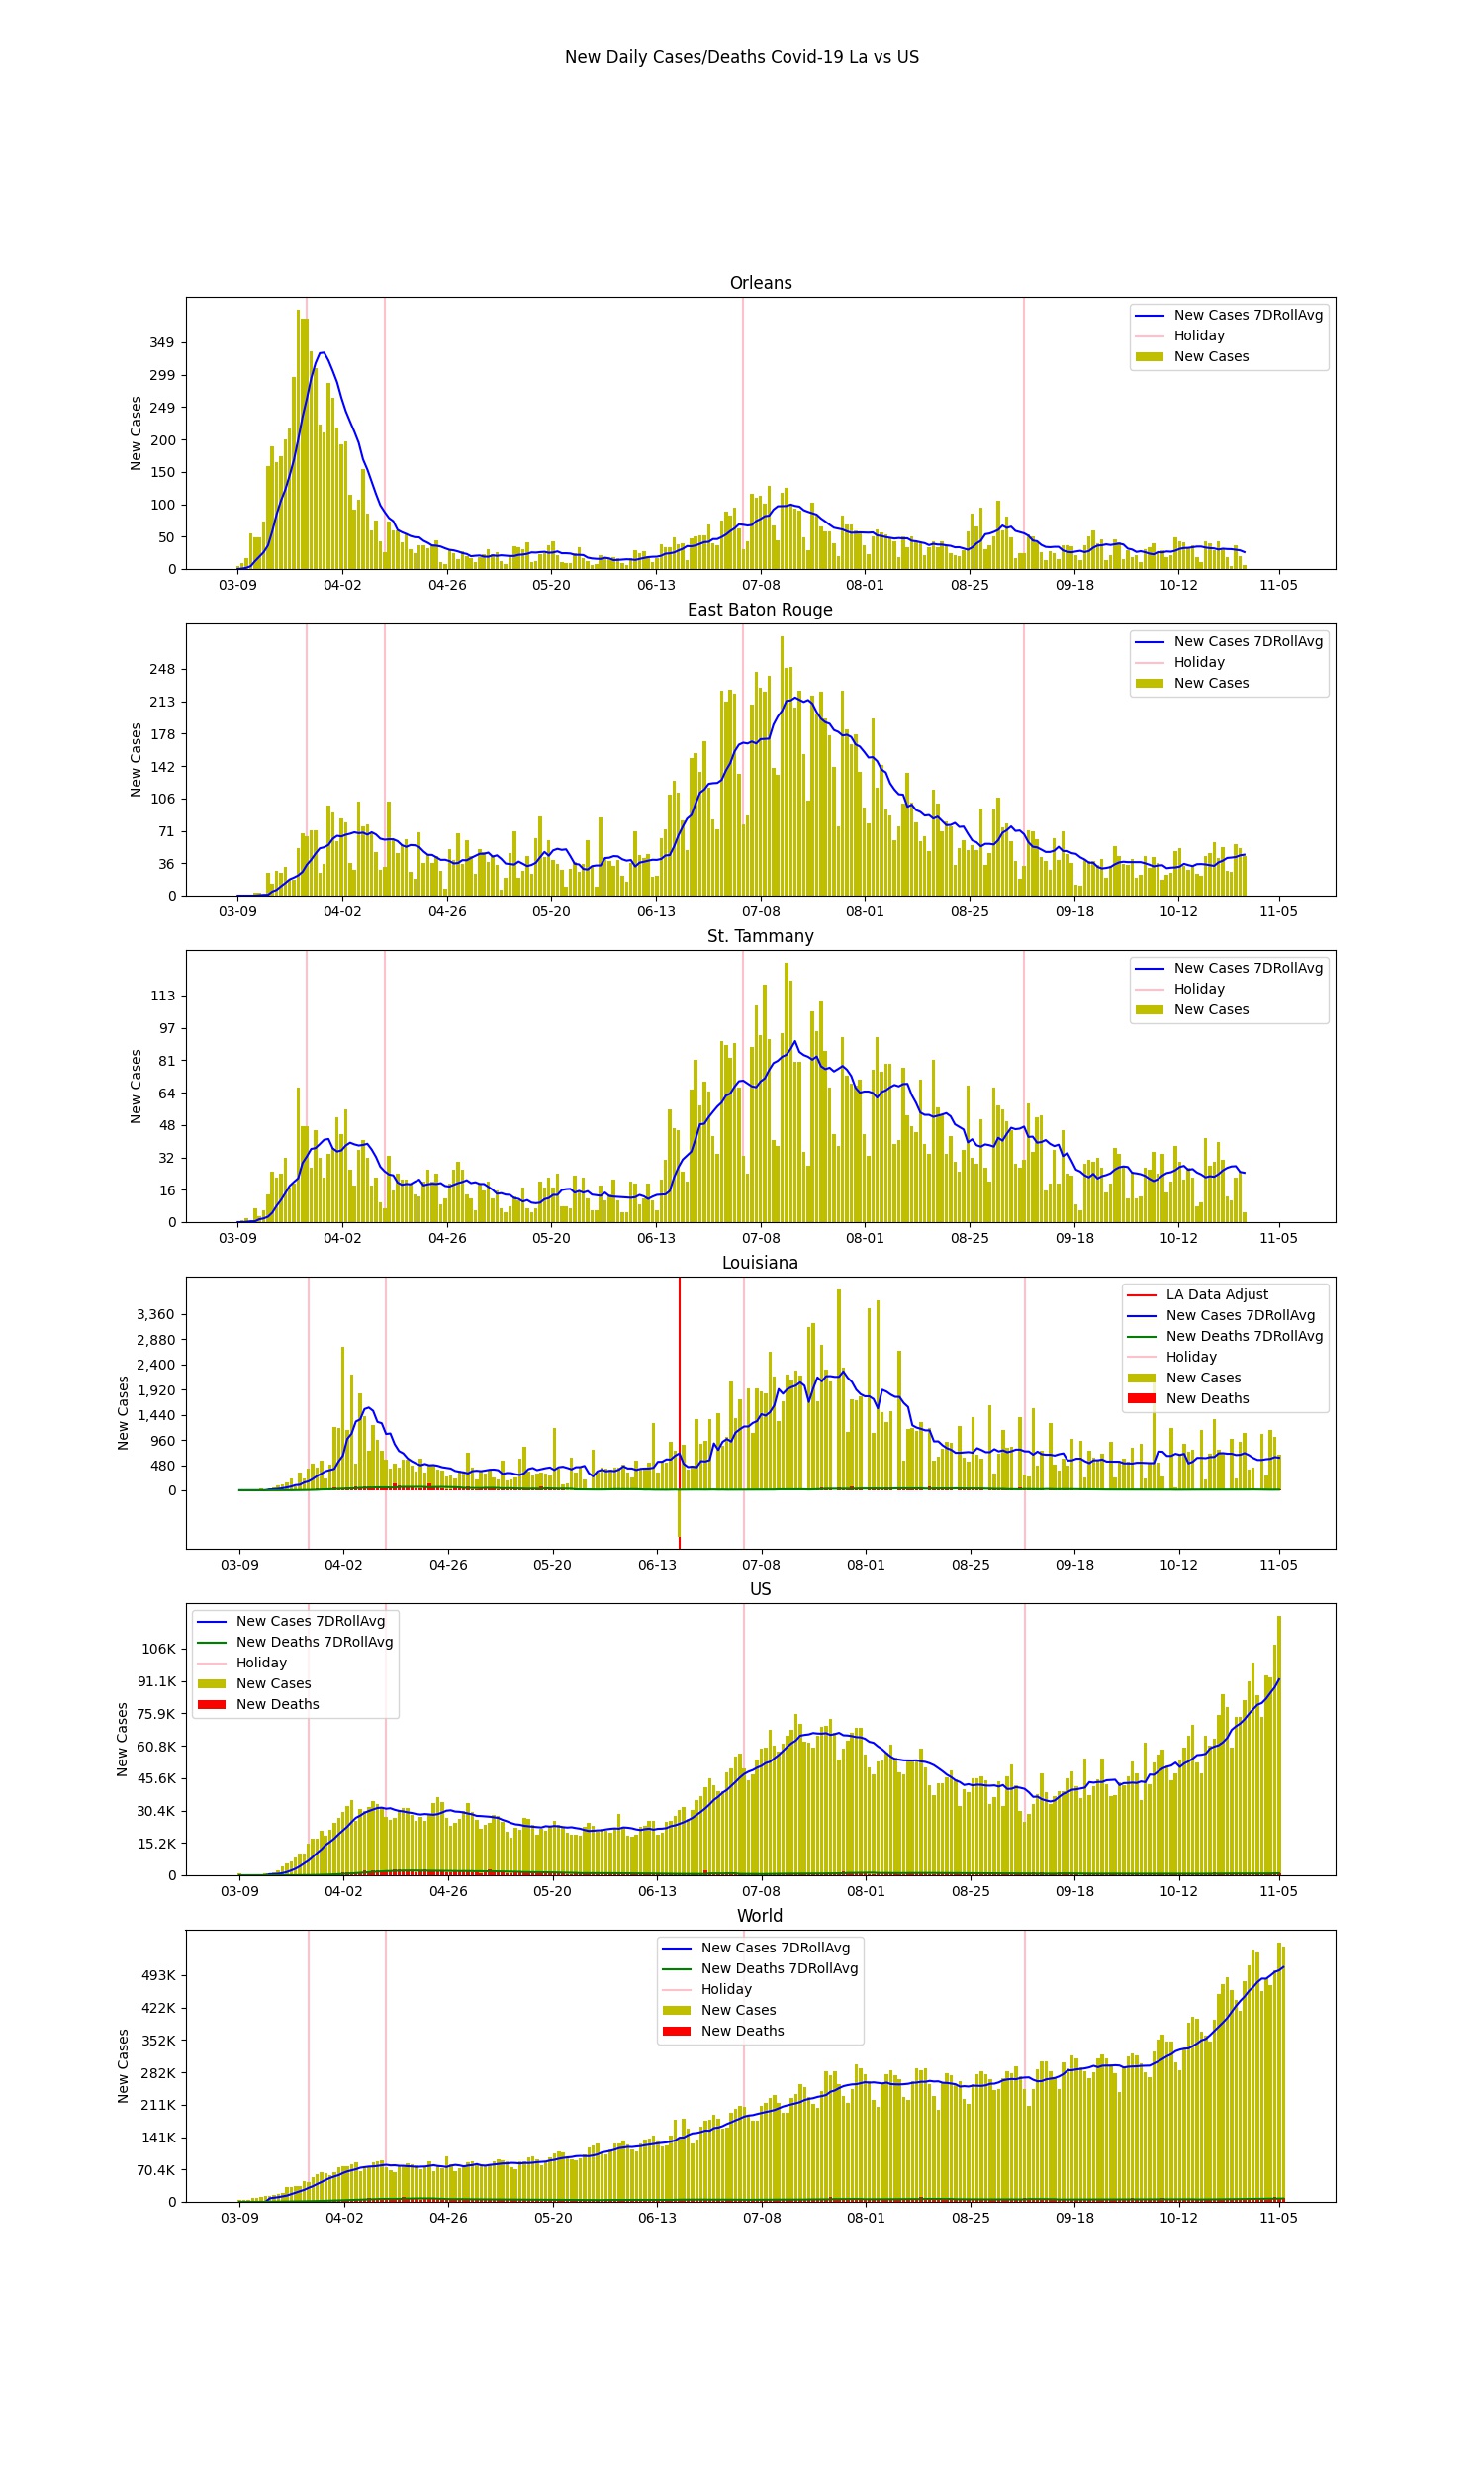 New Daily Cases/Deaths Covid-19 La vs US
Orleans
New Cases
349
299
249
200
150
100
50
0
New Cases 7DRollAvg
Holiday
New Cases
03-09 04-02 04-26 05-20 06-13 07-08 08-01 08-25 09-18 10-12 11-05
East Baton Rouge
New Cases
248
213
178
142
106
71
36
0
New Cases 7DRollAvg
Holiday
New Cases
03-09 04-02 04-26 05-20 06-13 07-08 08-01 08-25 09-18 10-12 11-05
St. Tammany
New Cases
113
97
81
64
48
32
16
0
New Cases 7DRollAvg
Holiday
New Cases
03-09 04-02 04-26 05-20 06-13 07-08 08-01 08-25 09-18 10-12 11-05
Louisiana
New Cases
3,360
2,880
2,400
1,920
1,440
960
480
0
LA Data Adjust
New Cases 7DRollAvg
New Deaths 7DRollAvg
Holiday
New Cases
New Deaths
03-09 04-02 04-26 05-20 06-13 07-08 08-01 08-25 09-18 10-12 11-05
US
New Cases
106K
91.1K
75.9K
60.8K
45.6K
30.4K
15.2K
0
New Cases 7DRollAvg
New Deaths 7DRollAvg
Holiday
New Cases
New Deaths
03-09 04-02 04-26 05-20 06-13 07-08 08-01 08-25 09-18 10-12 11-05
World
New Cases
493K
422K
352K
282K
211K
141K
70.4K
0
New Cases 7DRollAvg
New Deaths 7DRollAvg
Holiday
New Cases
New Deaths
03-09 04-02 04-26 05-20 06-13 07-08 08-01 08-25 09-18 10-12 11-05